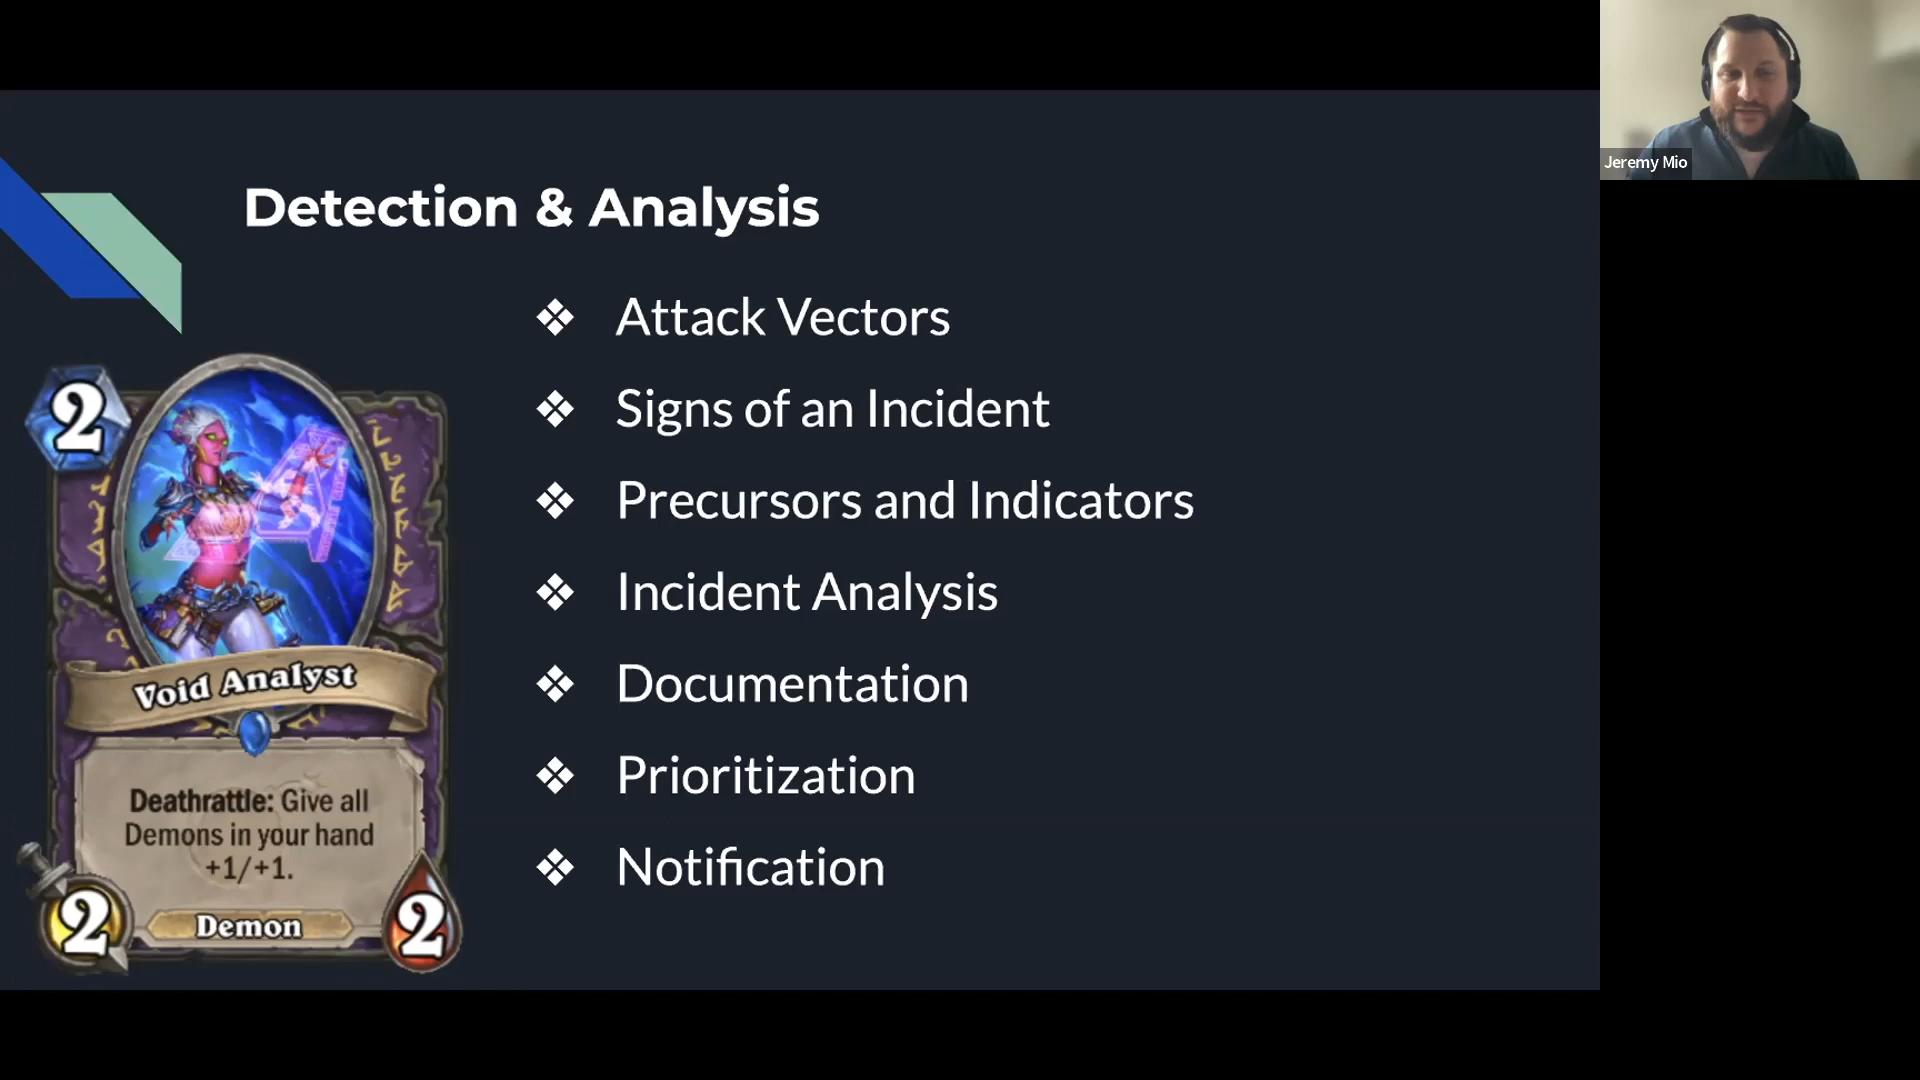 Jeremy Mio
Detection & Analysis
❖ Attack Vectors
❖ Signs of an Incident
❖ Precursors and Indicators
❖ Incident Analysis
❖ Documentation
❖ Prioritization
❖ Notification
2
Void Analyst
Deathrattle: Give all
Demons in your hand
+1/+1.
2
Demon
2